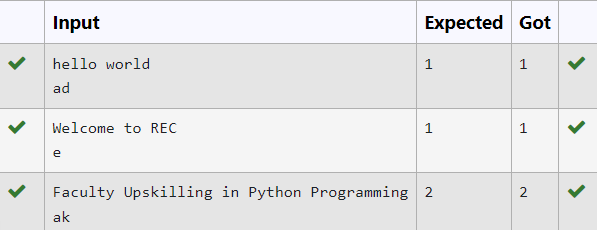 Input Expected Got
hello world 1 1
ad
Welcome to REC 1 1
e
Faculty Upskilling in Python Programming 2 2
ak